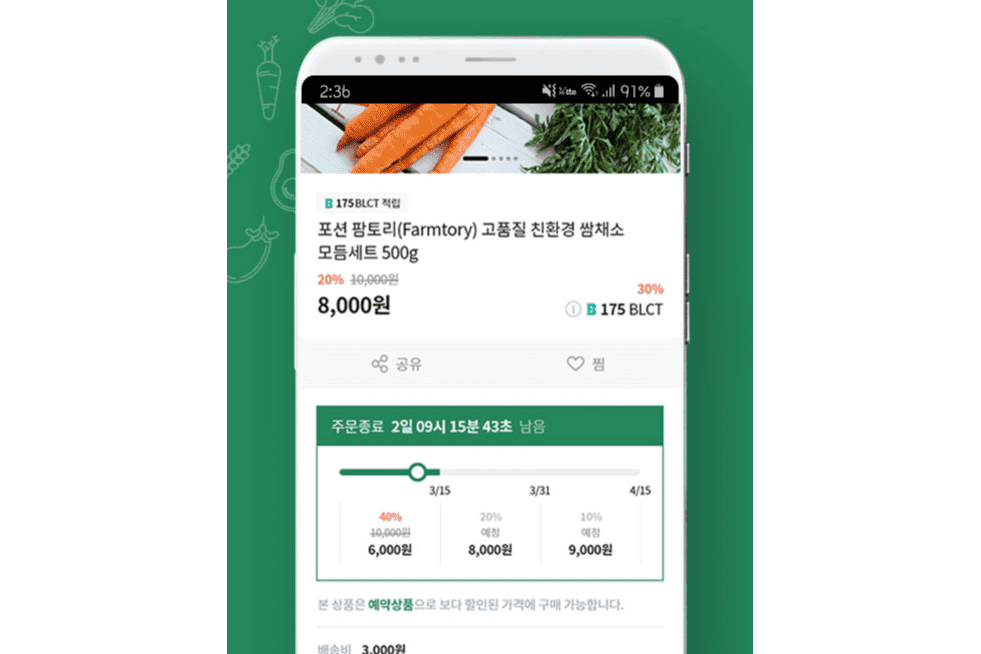 2:36
91%
B 175 BLCT 적립
포션 팜토리(Farmtory) 고품질 친환경 쌈채소
모듬세트 500g
20% 10,000원
30%
8,000원
B 175 BLCT
공유
찜
주문종료 2일 09시 15분 43초 남음
3/15 3/31 4/15
40% 20% 10%
10,000원 예정 예정
6,000원 8,000원 9,000원
본 상품은 예약상품으로 보다 할인된 가격에 구매 가능합니다.
배송비 3,000원